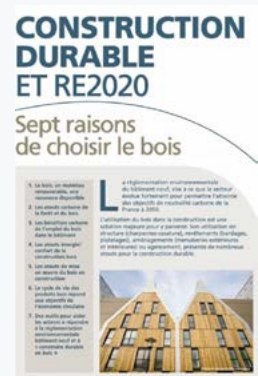 CONSTRUCTION
DURABLE
ET RE2020
Sept raisons
de choisir le bois
1. Le bois, un matériau
renouvelable, une
ressource disponible
2. Les atouts carbone de
la forêt et du bois
3. Les bénéfices carbone
de l'emploi du bois
dans le bâtiment
4. Les atouts énergie/
confort de la
construction bois
5. Les atouts de mise
en œuvre du bois en
construction
6. Le cycle de vie des
produits bois répond
aux objectifs de
l'économie circulaire
7. Des outils pour aider
les acteurs à répondre
à la réglementation
environnementale
bâtiment neuf et à
« construire durable
en bois »
La réglementation environnementale
du bâtiment neuf, vise à ce que le secteur
évolue fortement pour permettre l'atteinte
des objectifs de neutralité carbone de la
France à 2050.
L'utilisation du bois dans la construction est une
solution majeure pour y parvenir. Son utilisation en
structure (charpentes-ossature), revêtements (bardages,
platelages), aménagements (menuiseries extérieures
et intérieures) ou agencement, présente de nombreux
atouts pour la construction durable.